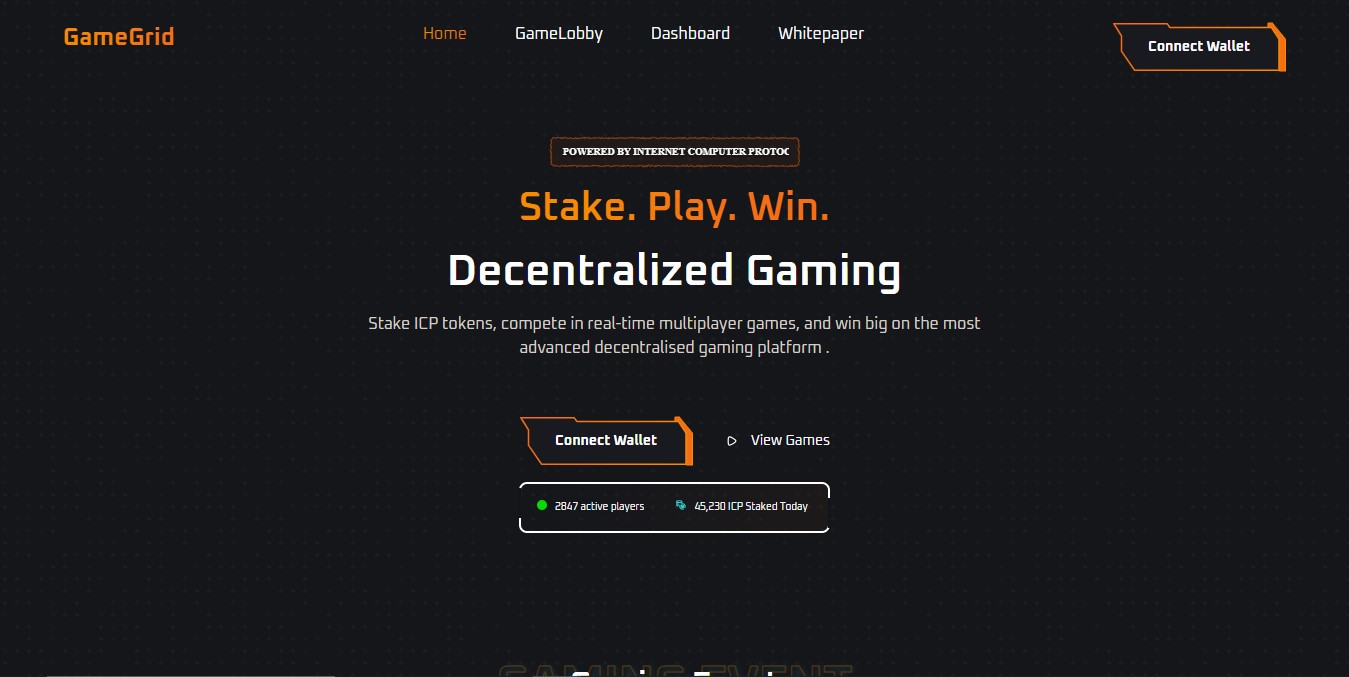 GameGrid
Home
GameLobby
Dashboard
Whitepaper
Connect Wallet
POWERED BY INTERNET COMPUTER PROTOC
Stake. Play. Win.
Decentralized Gaming
Stake ICP tokens, compete in real-time multiplayer games, and win big on the most
advanced decentralised gaming platform .
Connect Wallet
View Games
2847 active players
45,230 ICP Staked Today
GAMING EVENT